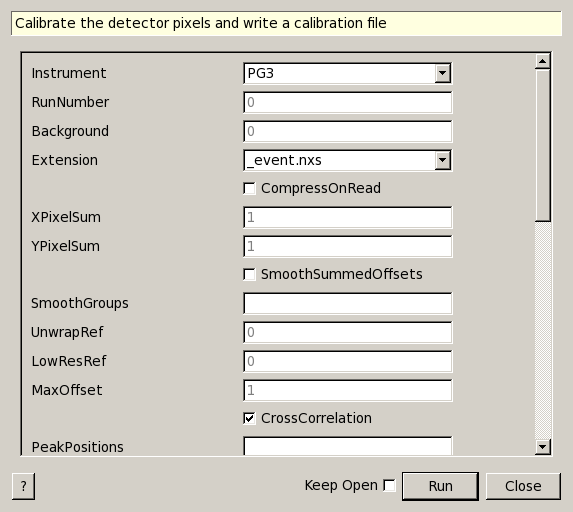 Calibrate the detector pixels and write a calibration file
Instrument PG3
RunNumber 0
Background 0
Extension _event.nxs
CompressOnRead
XPixelSum 1
YPixelSum 1
SmoothSummedOffsets
SmoothGroups
UnwrapRef 0
LowResRef 0
MaxOffset 1
CrossCorrelation
PeakPositions
? Keep Open Run Close